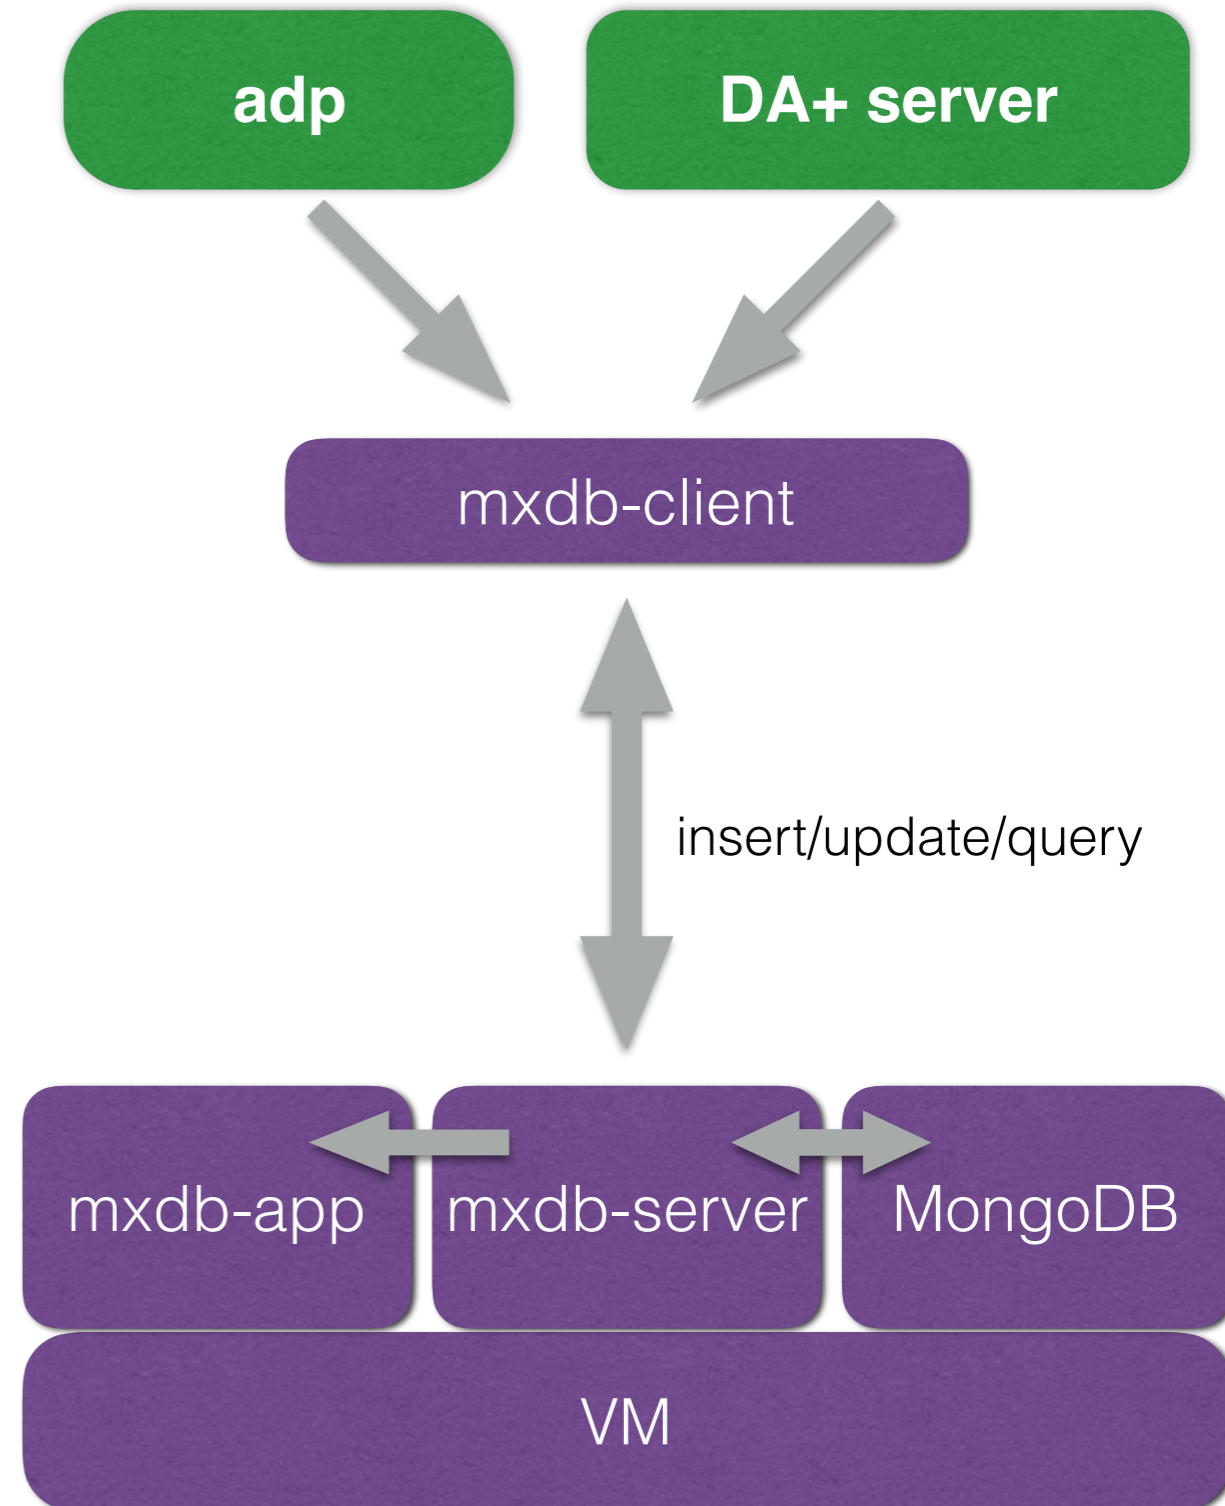 adp
DA+ server
mxdb-client
insert/update/query
mxdb-app
mxdb-server
MongoDB
VM